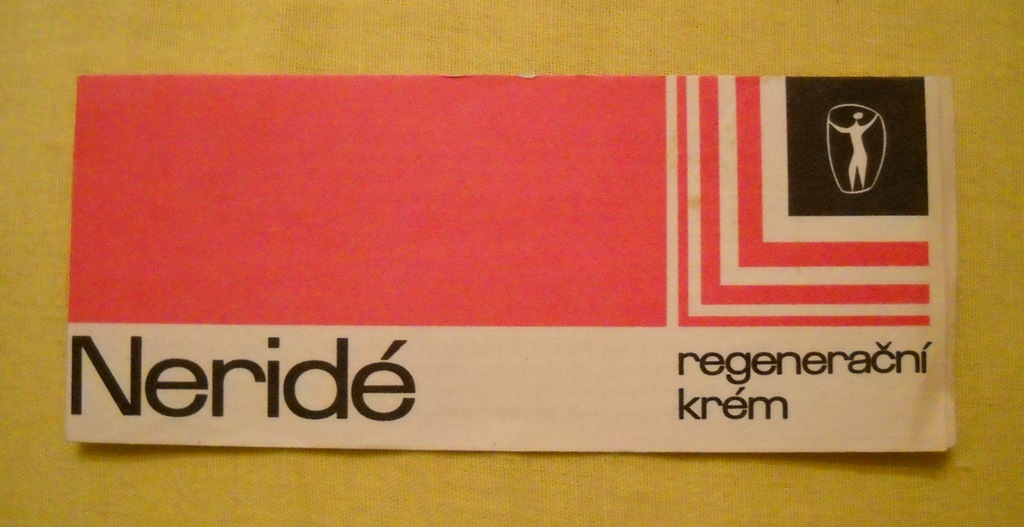 Neridé
regenerační
krém